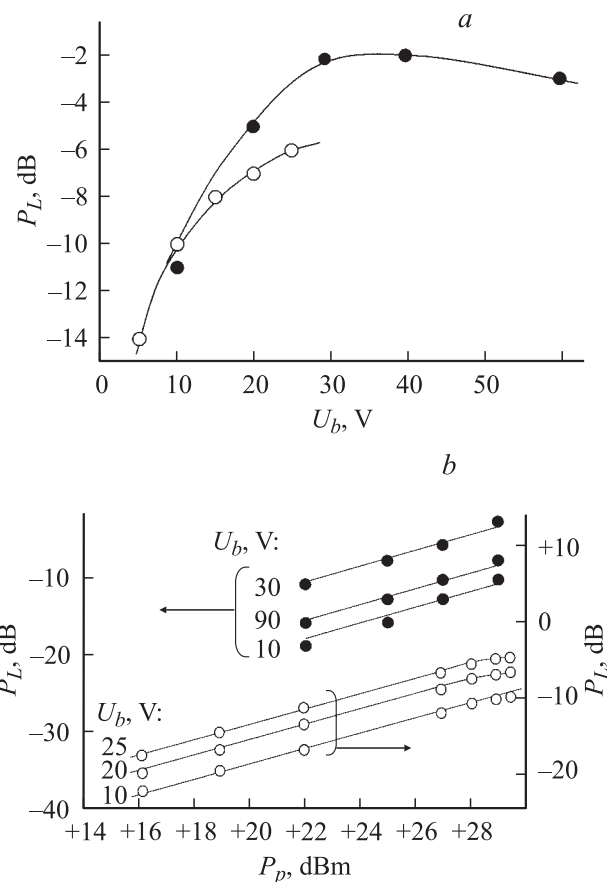 a
–2
–4
–6
–8
–10
–12
–14
P_L, dB
0 10 20 30 40 50
U_b, V
b
U_b, V:
30
90
10
–10
–20
–30
–40
P_L, dB
+10
0
–10
–20
P_L, dB
U_b, V:
25
20
10
+14 +16 +18 +20 +22 +24 +26 +28
P_p, dBm